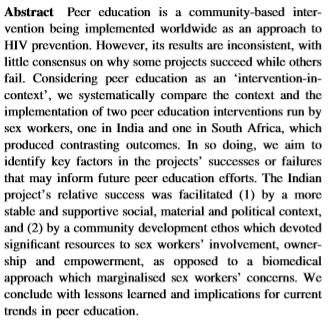 Abstract Peer education is a community-based inter-
vention being implemented worldwide as an approach to
HIV prevention. However, its results are inconsistent, with
little consensus on why some projects succeed while others
fail. Considering peer education as an ‘intervention-in-
context’, we systematically compare the context and the
implementation of two peer education interventions run by
sex workers, one in India and one in South Africa, which
produced contrasting outcomes. In so doing, we aim to
identify key factors in the projects’ successes or failures
that may inform future peer education efforts. The Indian
project’s relative success was facilitated (1) by a more
stable and supportive social, material and political context,
and (2) by a community development ethos which devoted
significant resources to sex workers’ involvement, owner-
ship and empowerment, as opposed to a biomedical
approach which marginalised sex workers’ concerns. We
conclude with lessons learned and implications for current
trends in peer education.